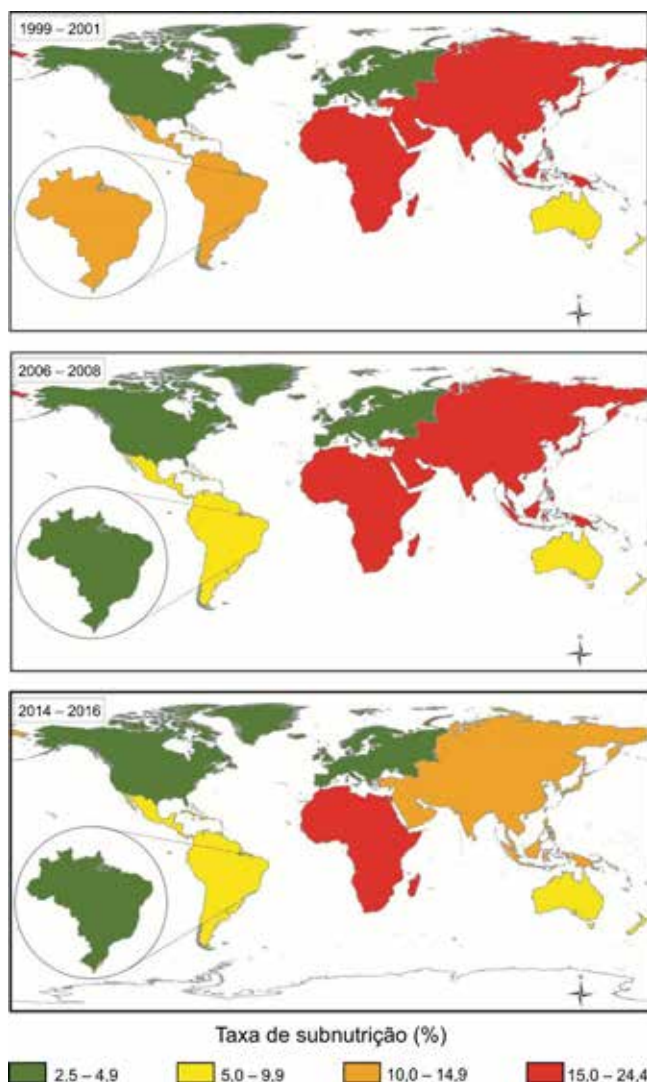 1999 – 2001
2006 – 2008
2014 – 2016
Taxa de subnutrição (%)
2.5 – 4,9
5,0 – 9,9
10,0 – 14,9
15,0 – 24,4